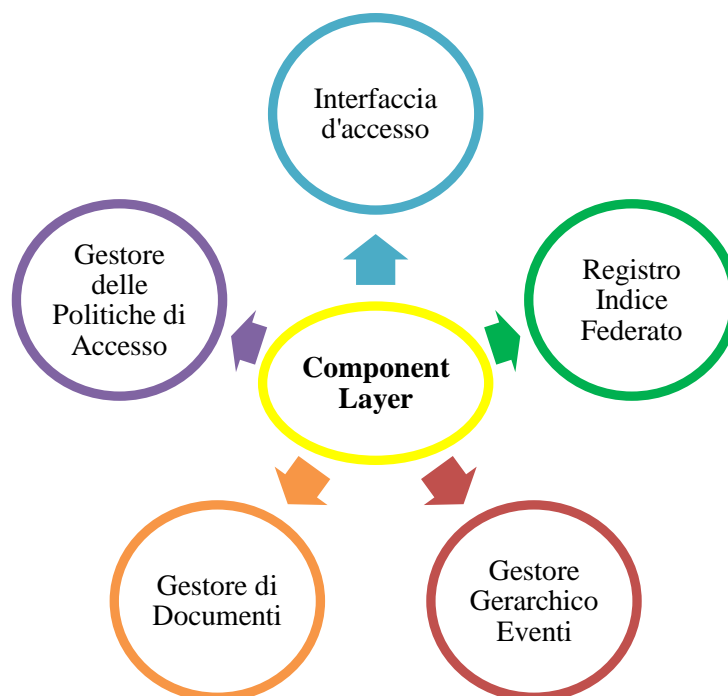 Interfaccia
d'accesso
Gestore
delle
Politiche di
Accesso
Registro
Indice
Federato
Component
Layer
Gestore di
Documenti
Gestore
Gerarchico
Eventi